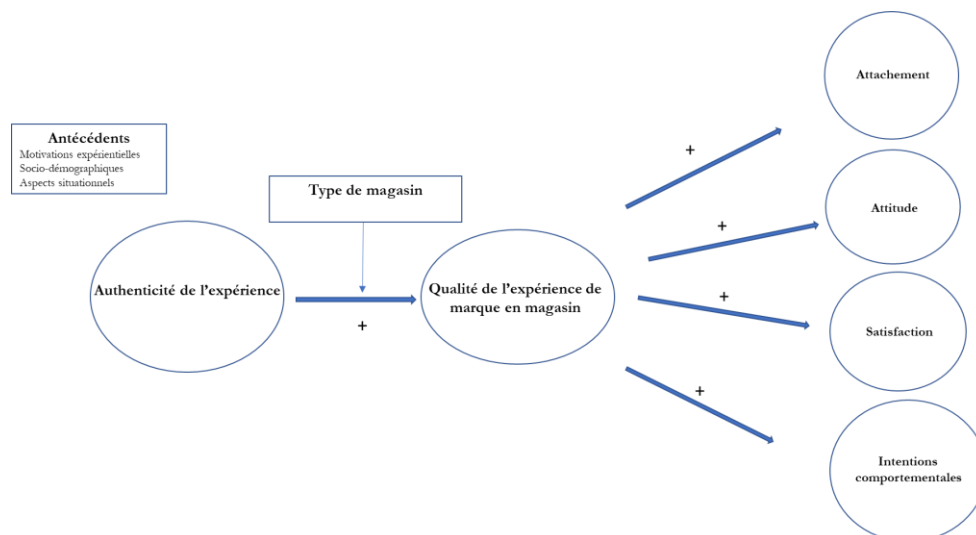 Antécédents
Motivations expérientielles
Socio-démographiques
Aspects situationnels
Type de magasin
Authenticité de l'expérience
+
Qualité de l'expérience de
marque en magasin
+
+
+
+
Attachement
Attitude
Satisfaction
Intentions
comportementales